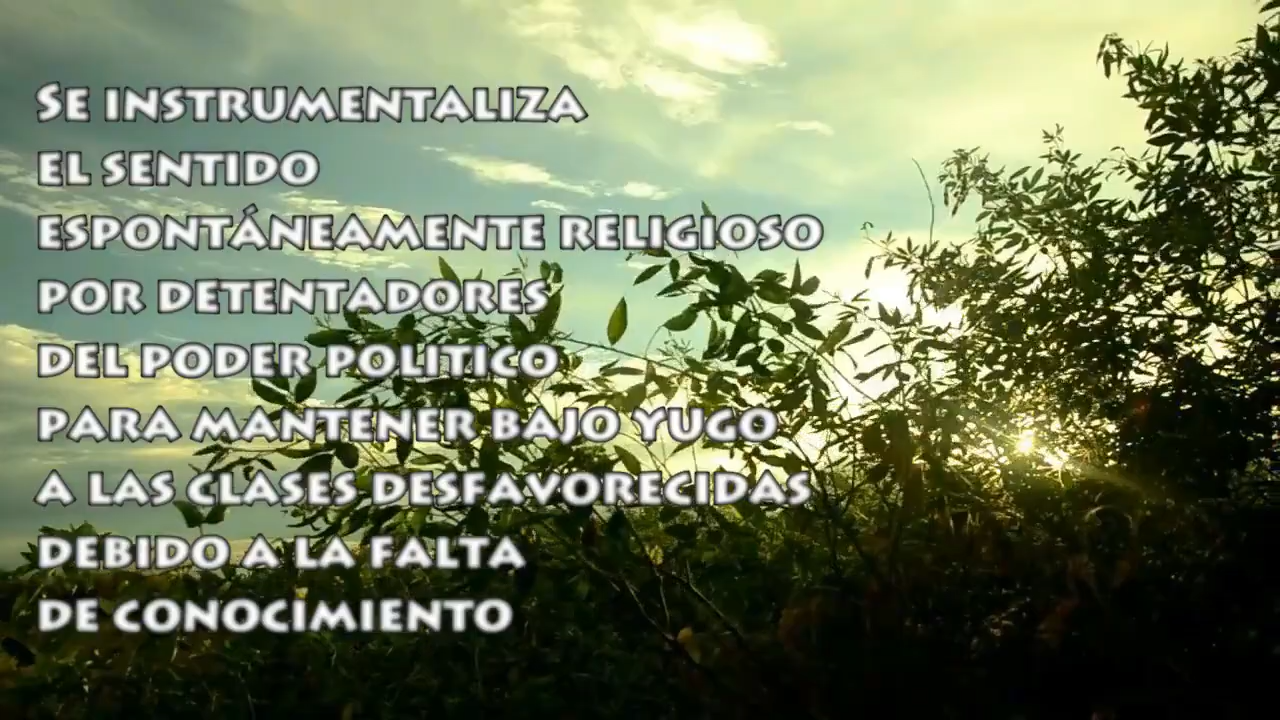 Se instrumentaliza
el sentido
espontáneamente religioso
por detentadores
del poder politico
para mantener bajo yugo
a las clases desfavorecidas
debido a la falta
de conocimiento